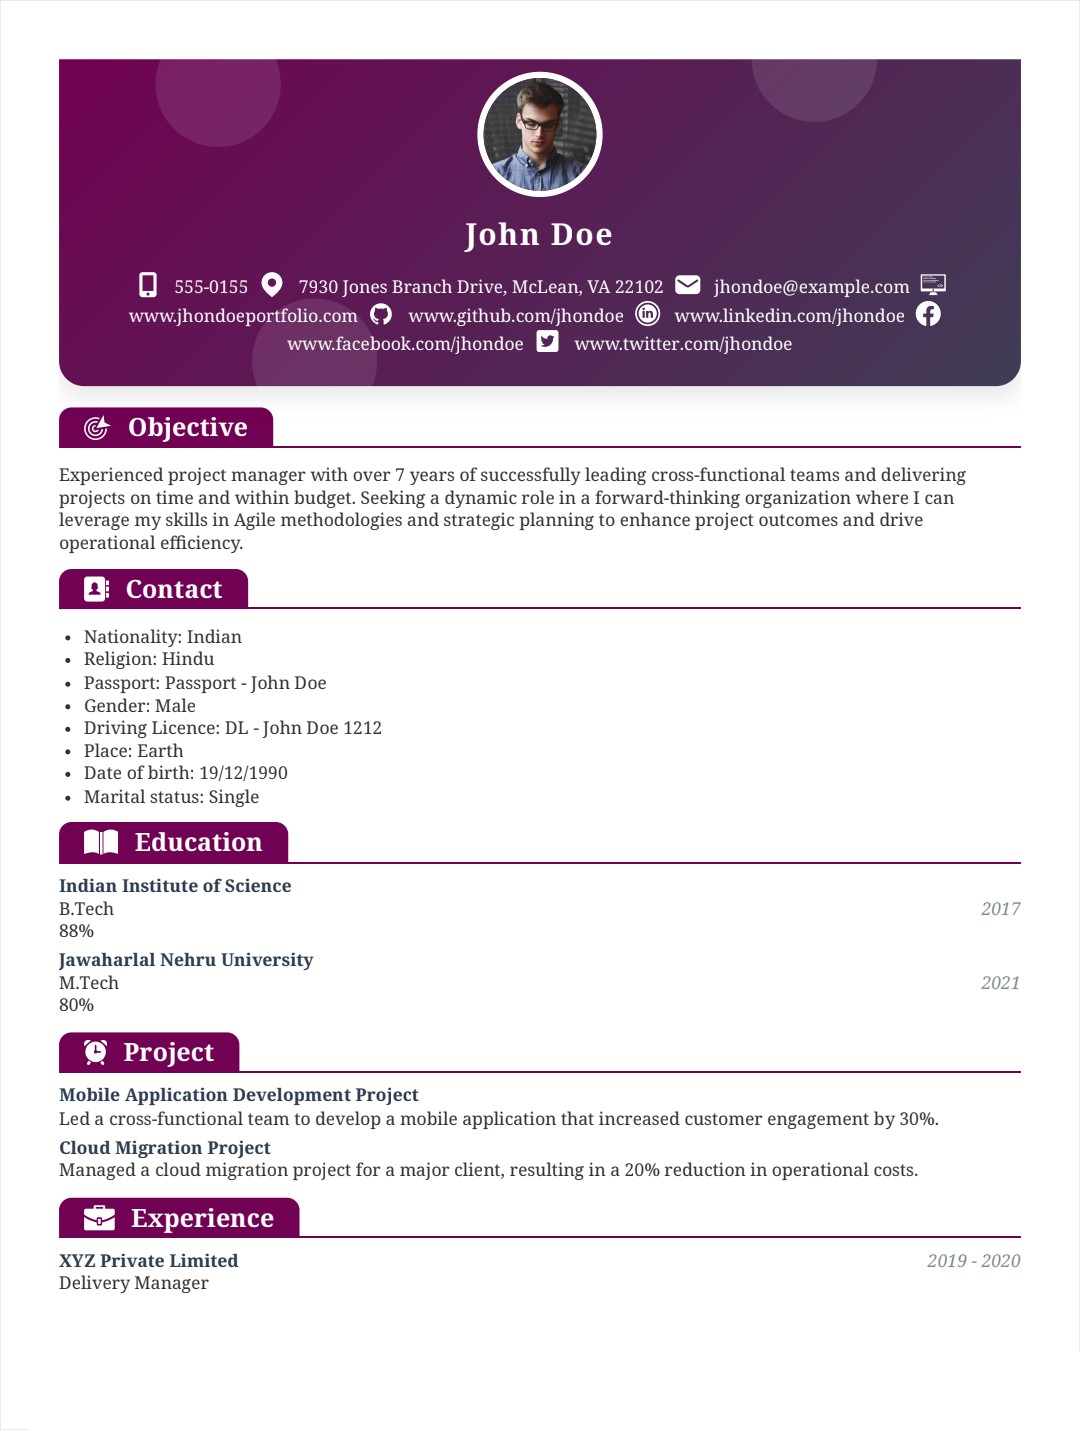 John Doe
555-0155 7930 Jones Branch Drive, McLean, VA 22102 jhondoe@example.com
www.jhondoeportfolio.com www.github.com/jhondoe www.linkedin.com/jhondoe
www.facebook.com/jhondoe www.twitter.com/jhondoe
Objective
Experienced project manager with over 7 years of successfully leading cross-functional teams and delivering
projects on time and within budget. Seeking a dynamic role in a forward-thinking organization where I can
leverage my skills in Agile methodologies and strategic planning to enhance project outcomes and drive
operational efficiency.
Contact
• Nationality: Indian
• Religion: Hindu
• Passport: Passport - John Doe
• Gender: Male
• Driving Licence: DL - John Doe 1212
• Place: Earth
• Date of birth: 19/12/1990
• Marital status: Single
Education
Indian Institute of Science
B.Tech 2017
88%
Jawaharlal Nehru University
M.Tech 2021
80%
Project
Mobile Application Development Project
Led a cross-functional team to develop a mobile application that increased customer engagement by 30%.
Cloud Migration Project
Managed a cloud migration project for a major client, resulting in a 20% reduction in operational costs.
Experience
XYZ Private Limited 2019 - 2020
Delivery Manager